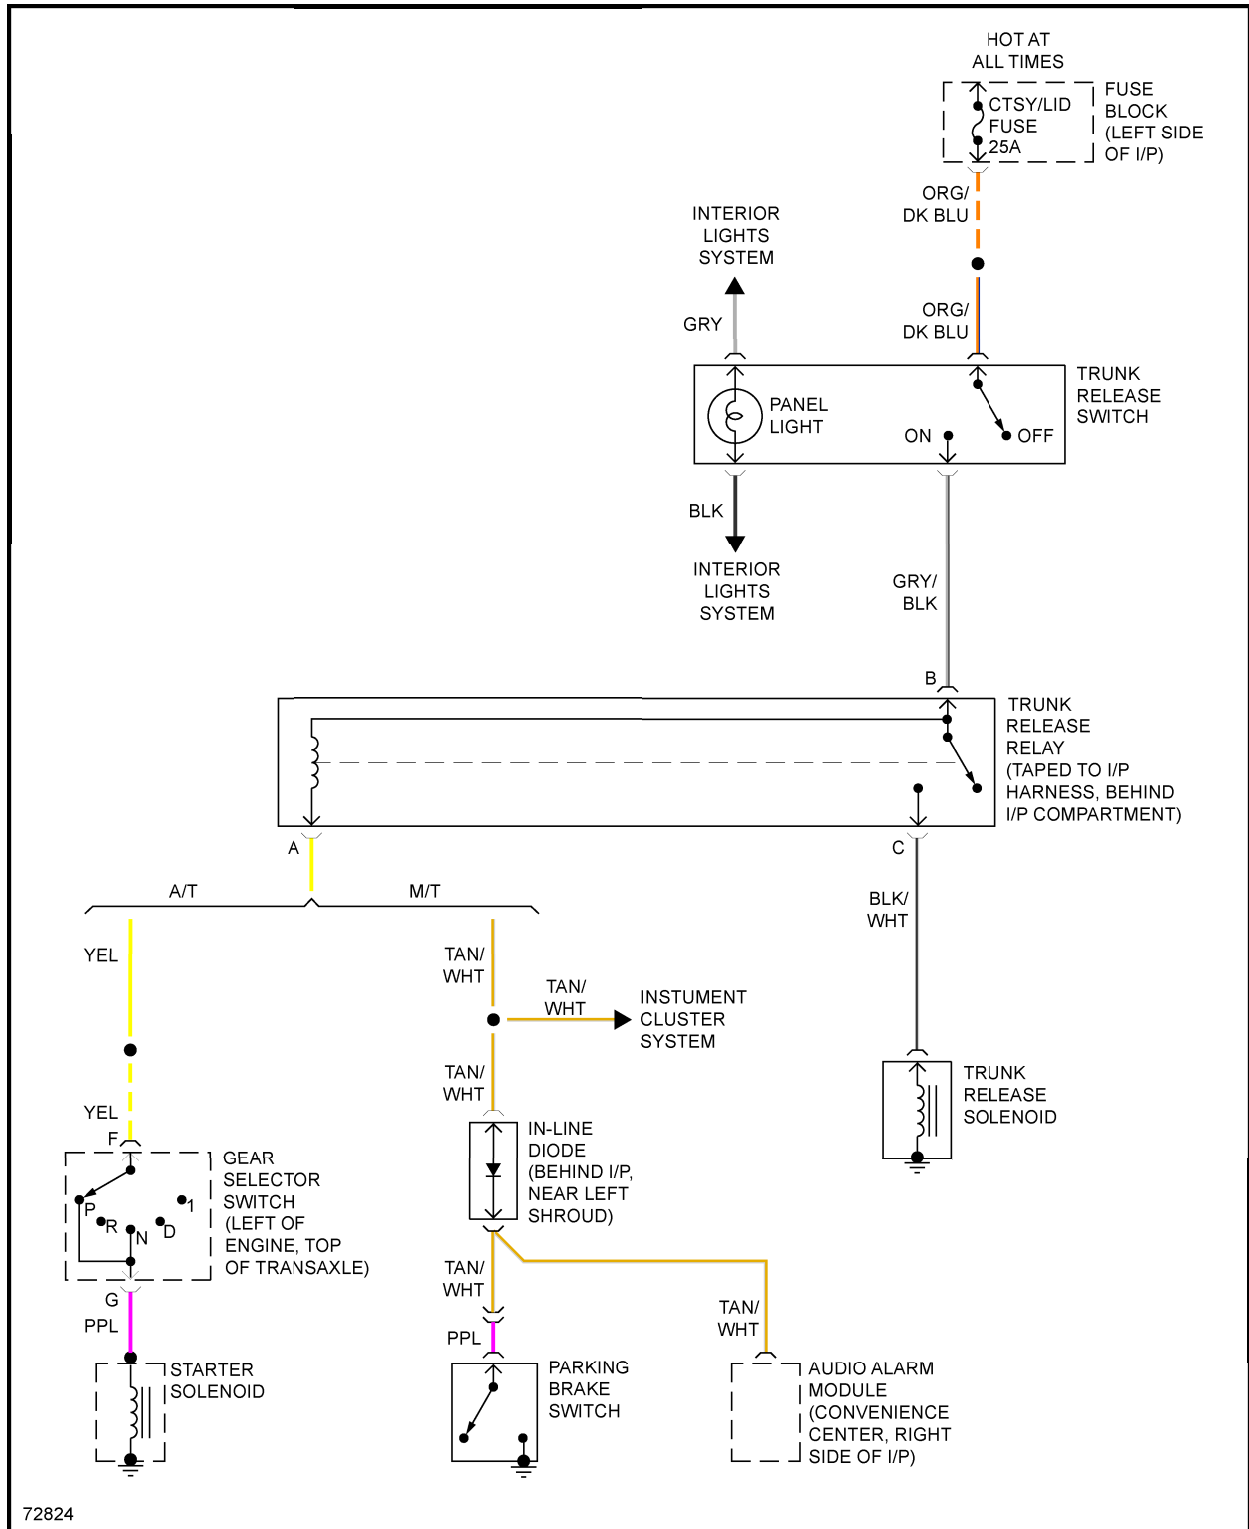 HOT AT
ALL TIMES
CTSY/LID
FUSE
25A
FUSE
BLOCK
(LEFT SIDE
OF I/P)
ORG/
DK BLU
INTERIOR
LIGHTS
SYSTEM
GRY
ORG/
DK BLU
PANEL
LIGHT
ON
OFF
TRUNK
RELEASE
SWITCH
BLK
INTERIOR
LIGHTS
SYSTEM
GRY/
BLK
B
TRUNK
RELEASE
RELAY
(TAPED TO I/P
HARNESS, BEHIND
I/P COMPARTMENT)
A
C
A/T
M/T
BLK/
WHT
YEL
TAN/
WHT
TAN/
WHT
INSTUMENT
CLUSTER
SYSTEM
TAN/
WHT
TRUNK
RELEASE
SOLENOID
YEL
F
IN-LINE
DIODE
(BEHIND I/P,
NEAR LEFT
SHROUD)
P
R
N
D
1
GEAR
SELECTOR
SWITCH
(LEFT OF
ENGINE, TOP
OF TRANSAXLE)
G
PPL
TAN/
WHT
PPL
TAN/
WHT
STARTER
SOLENOID
PARKING
BRAKE
SWITCH
AUDIO ALARM
MODULE
(CONVENIENCE
CENTER, RIGHT
SIDE OF I/P)
72824